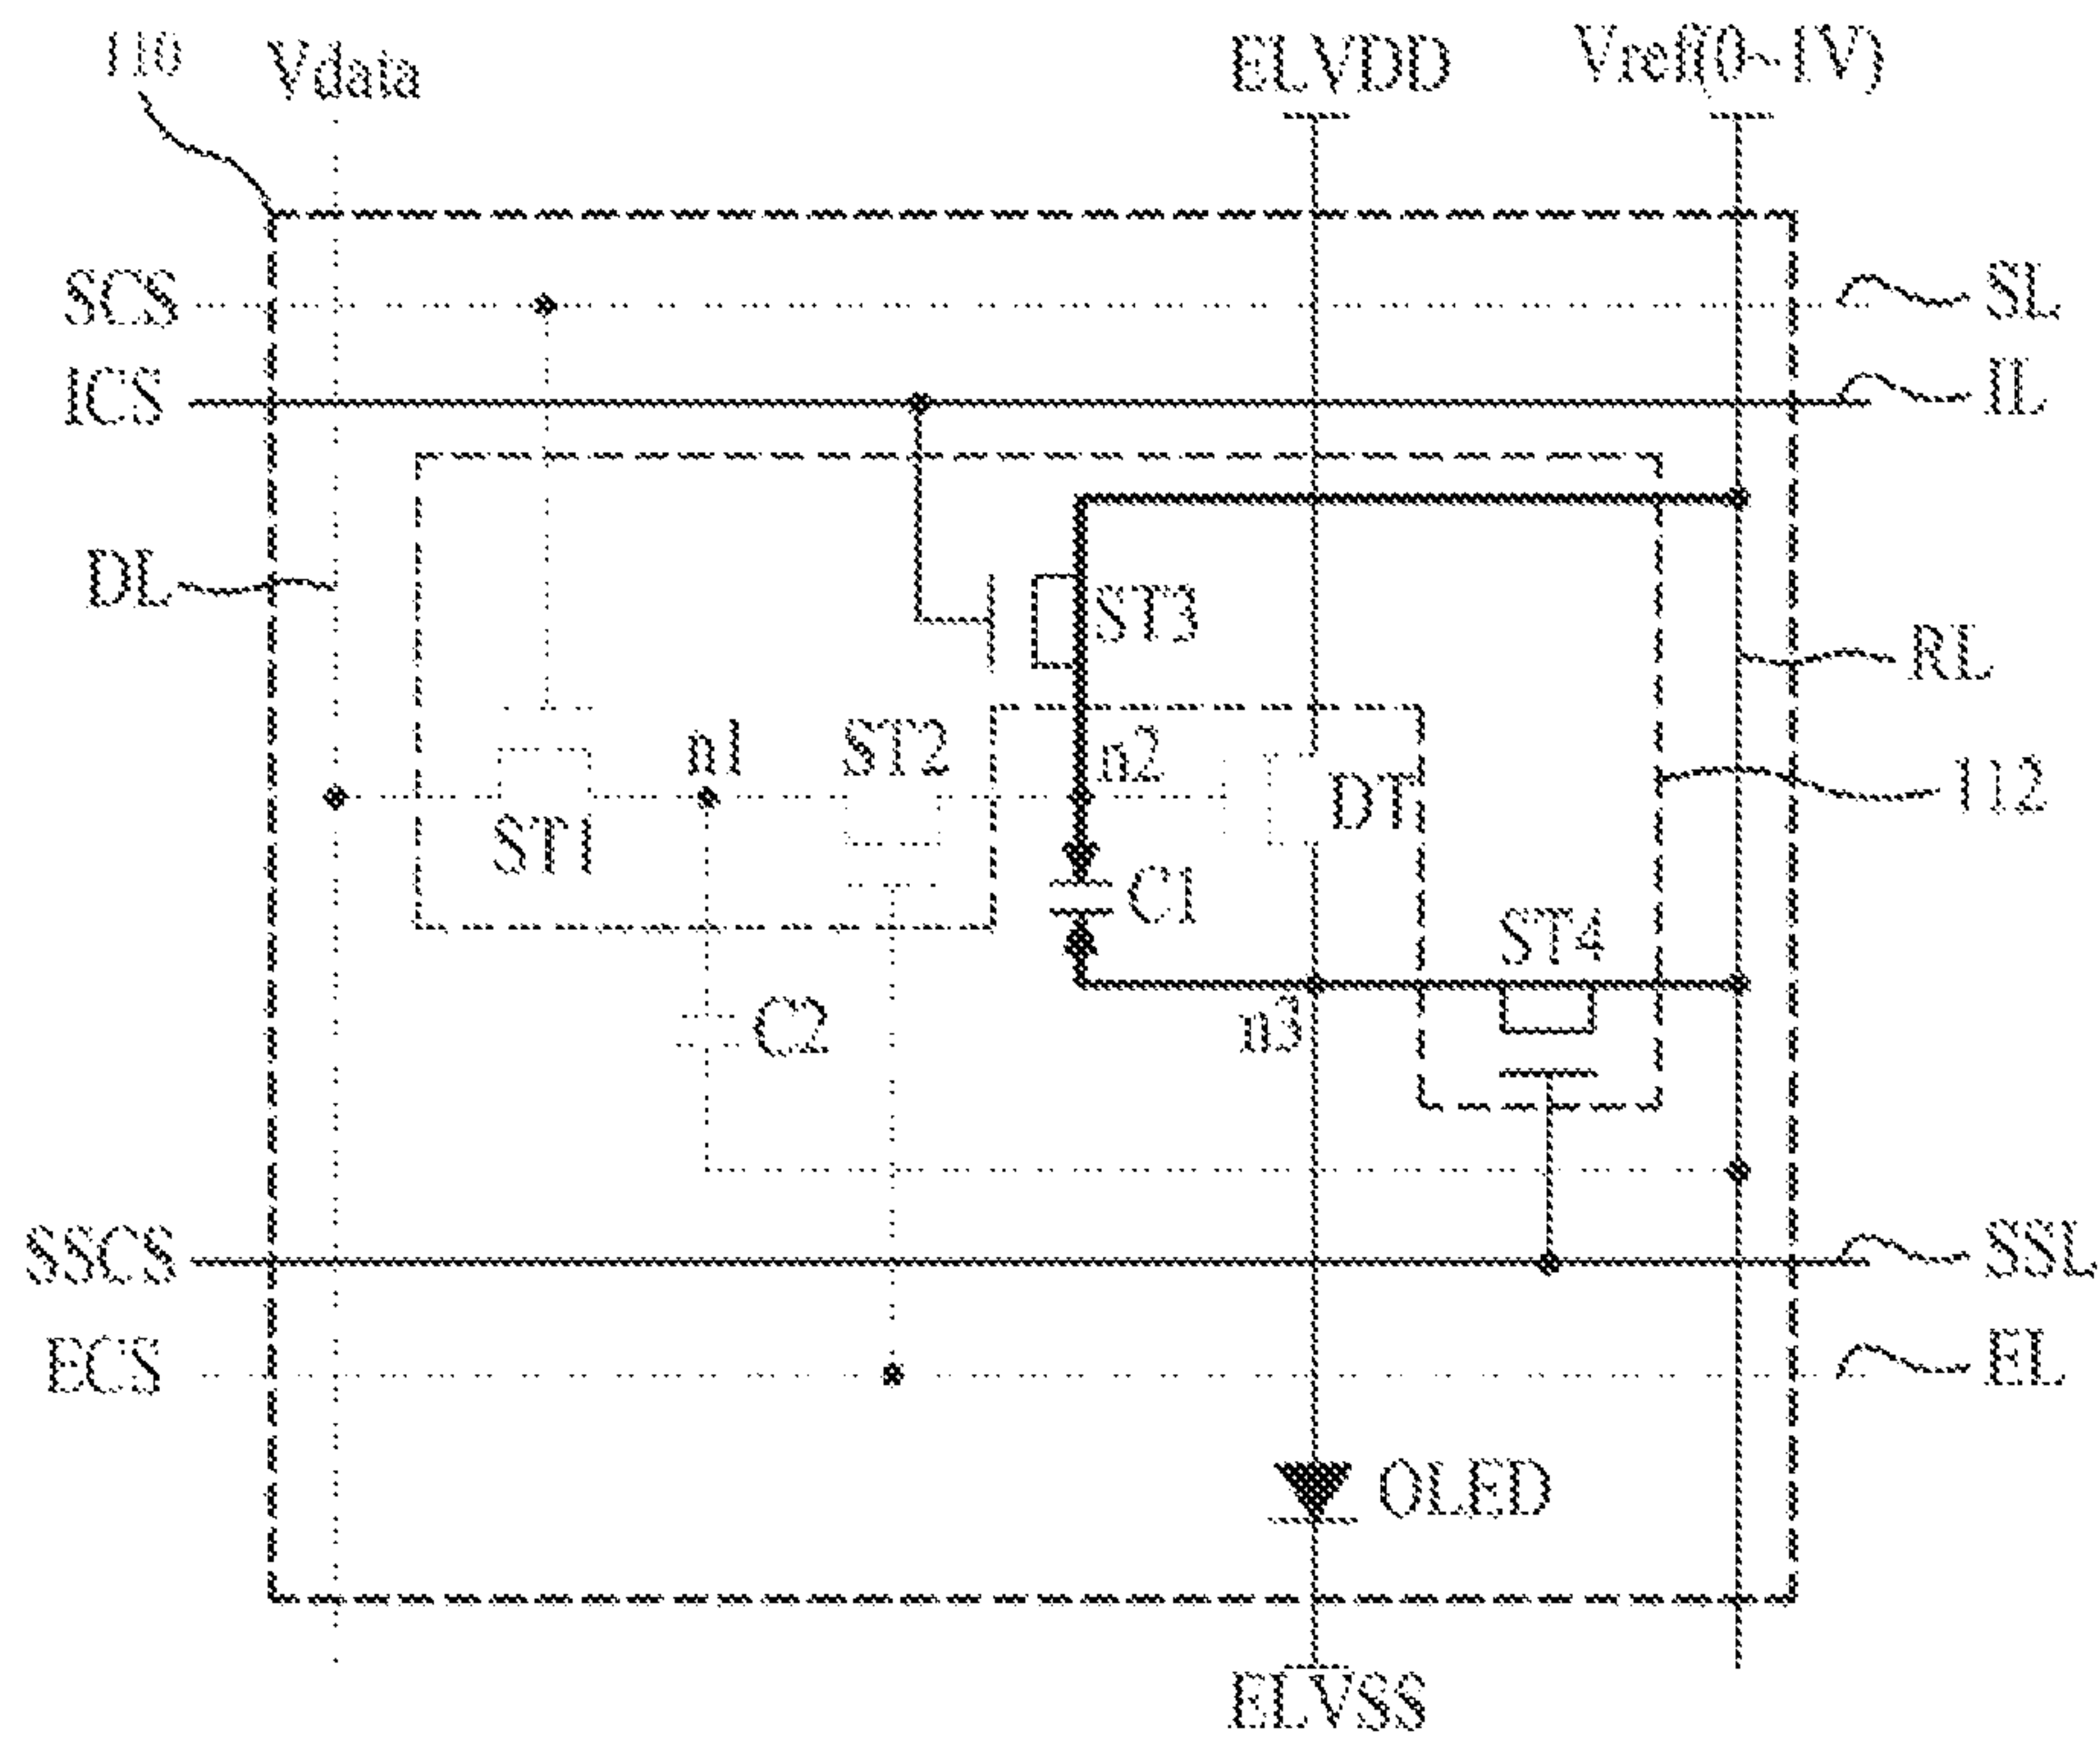 110
Vdata
ELVDD
Vref(0~1V)
SCS
SL
ICS
IL
DL
ST3
RL
n1
ST2
n2
DT
112
ST1
C1
ST4
C2
n3
SSCS
SSL
ECS
EL
OLED
ELVSS